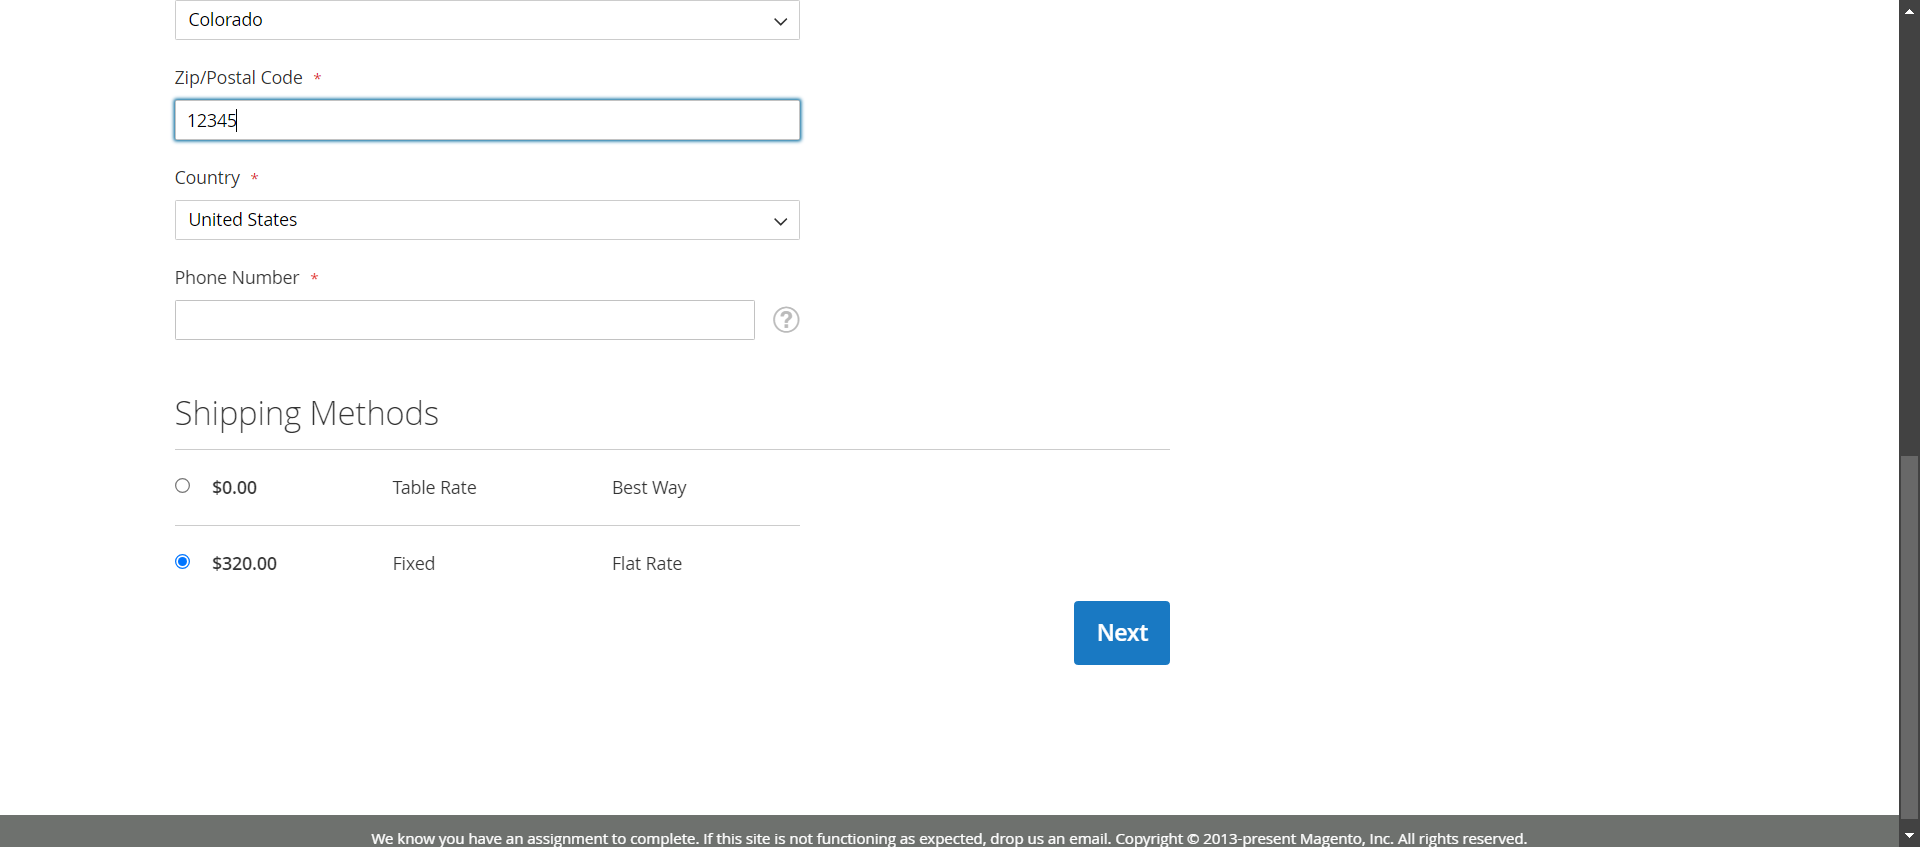 Colorado
Zip/Postal Code *
12345
Country *
United States
Phone Number *
?
Shipping Methods
$0.00 Table Rate Best Way
$320.00 Fixed Flat Rate
Next
We know you have an assignment to complete. If this site is not functioning as expected, drop us an email. Copyright © 2013-present Magento, Inc. All rights reserved.